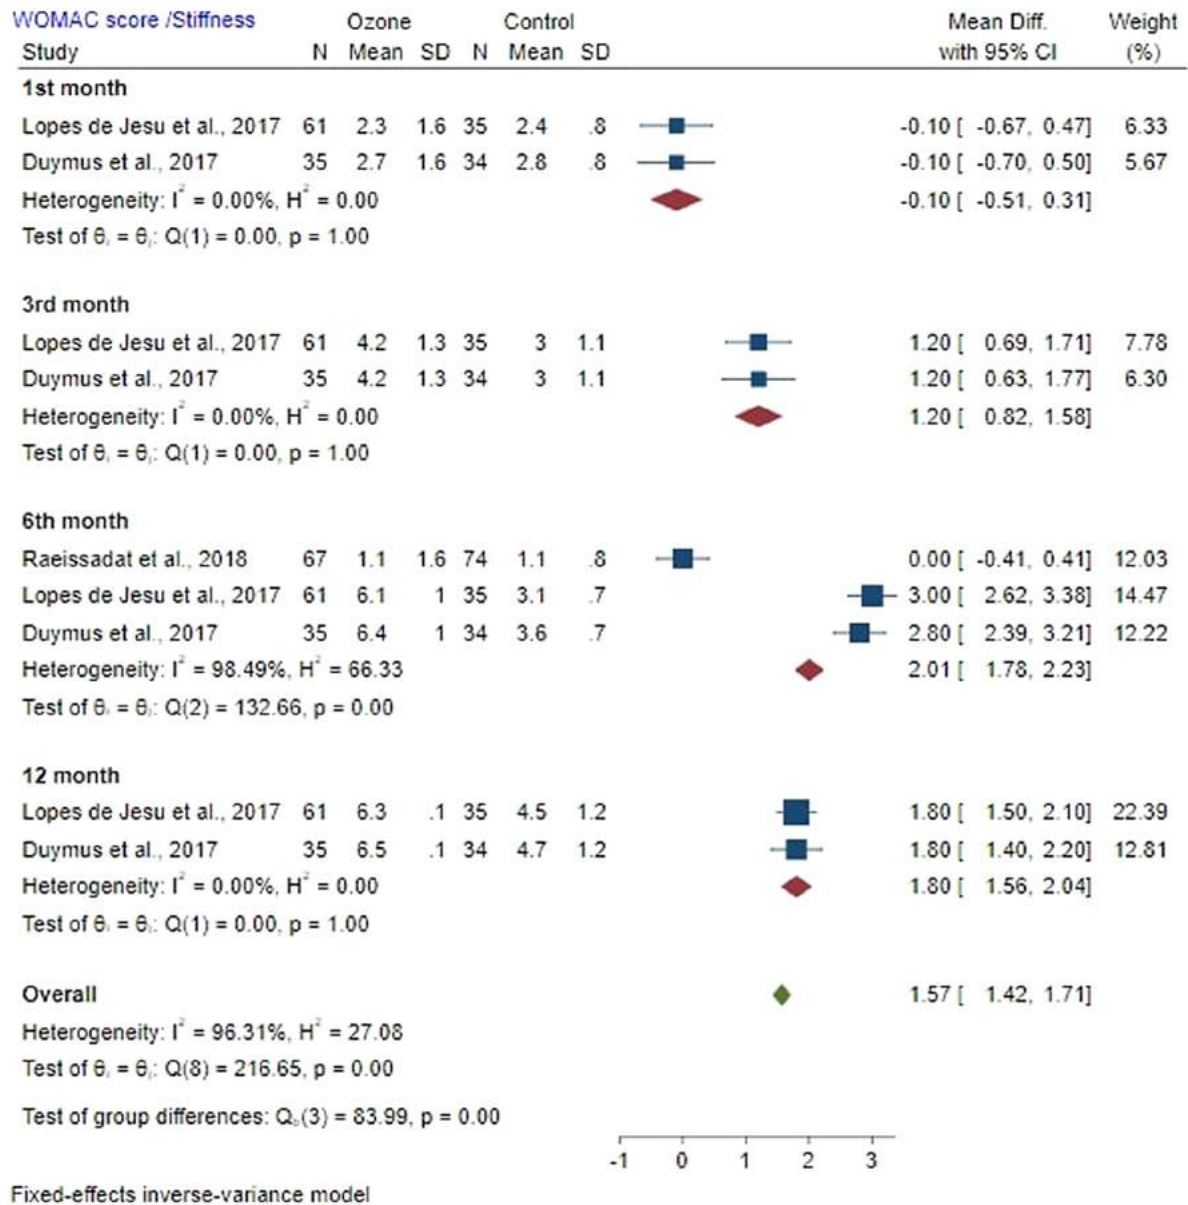 WOMAC score /Stiffness Ozone Control Mean Diff. Weight
Study N Mean SD N Mean SD with 95% CI (%)
1st month
Lopes de Jesu et al., 2017 61 2.3 1.6 35 2.4 .8 -0.10 [ -0.67, 0.47] 6.33
Duymus et al., 2017 35 2.7 1.6 34 2.8 .8 -0.10 [ -0.70, 0.50] 5.67
Heterogeneity: I² = 0.00%, H² = 0.00 -0.10 [ -0.51, 0.31]
Test of θᵢ = θⱼ: Q(1) = 0.00, p = 1.00
3rd month
Lopes de Jesu et al., 2017 61 4.2 1.3 35 3 1.1 1.20 [ 0.69, 1.71] 7.78
Duymus et al., 2017 35 4.2 1.3 34 3 1.1 1.20 [ 0.63, 1.77] 6.30
Heterogeneity: I² = 0.00%, H² = 0.00 1.20 [ 0.82, 1.58]
Test of θᵢ = θⱼ: Q(1) = 0.00, p = 1.00
6th month
Raeissadat et al., 2018 67 1.1 1.6 74 1.1 .8 0.00 [ -0.41, 0.41] 12.03
Lopes de Jesu et al., 2017 61 6.1 1 35 3.1 .7 3.00 [ 2.62, 3.38] 14.47
Duymus et al., 2017 35 6.4 1 34 3.6 .7 2.80 [ 2.39, 3.21] 12.22
Heterogeneity: I² = 98.49%, H² = 66.33 2.01 [ 1.78, 2.23]
Test of θᵢ = θⱼ: Q(2) = 132.66, p = 0.00
12 month
Lopes de Jesu et al., 2017 61 6.3 .1 35 4.5 1.2 1.80 [ 1.50, 2.10] 22.39
Duymus et al., 2017 35 6.5 .1 34 4.7 1.2 1.80 [ 1.40, 2.20] 12.81
Heterogeneity: I² = 0.00%, H² = 0.00 1.80 [ 1.56, 2.04]
Test of θᵢ = θⱼ: Q(1) = 0.00, p = 1.00
Overall 1.57 [ 1.42, 1.71]
Heterogeneity: I² = 96.31%, H² = 27.08
Test of θᵢ = θⱼ: Q(8) = 216.65, p = 0.00
Test of group differences: Q_b(3) = 83.99, p = 0.00
-1 0 1 2 3
Fixed-effects inverse-variance model